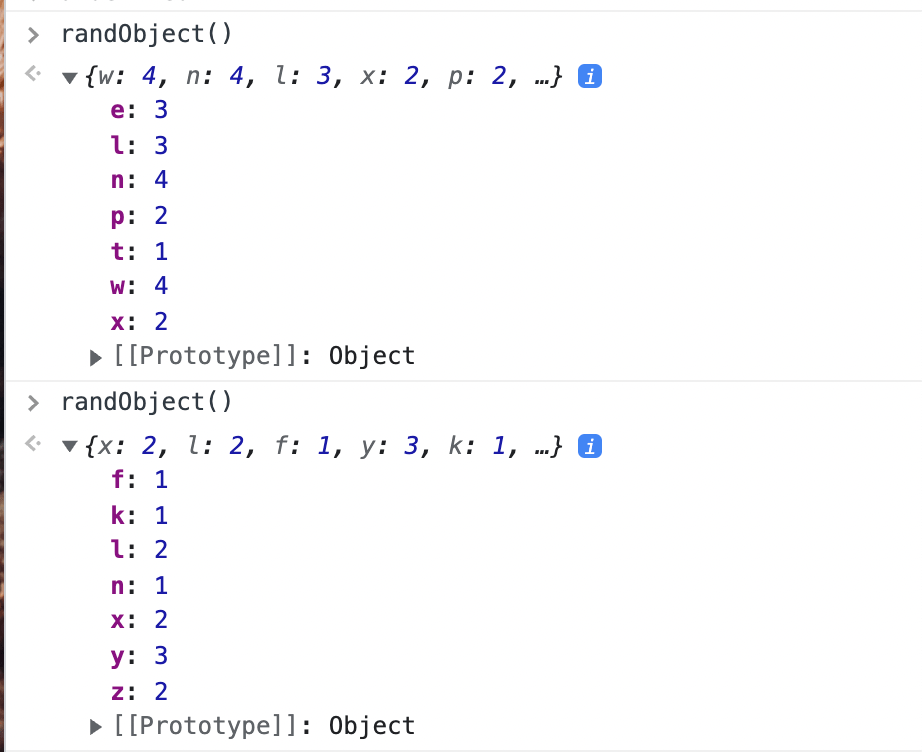 > randObject()
{w: 4, n: 4, l: 3, x: 2, p: 2, …} i
e: 3
l: 3
n: 4
p: 2
t: 1
w: 4
x: 2
[[Prototype]]: Object
> randObject()
{x: 2, l: 2, f: 1, y: 3, k: 1, …} i
f: 1
k: 1
l: 2
n: 1
x: 2
y: 3
z: 2
[[Prototype]]: Object